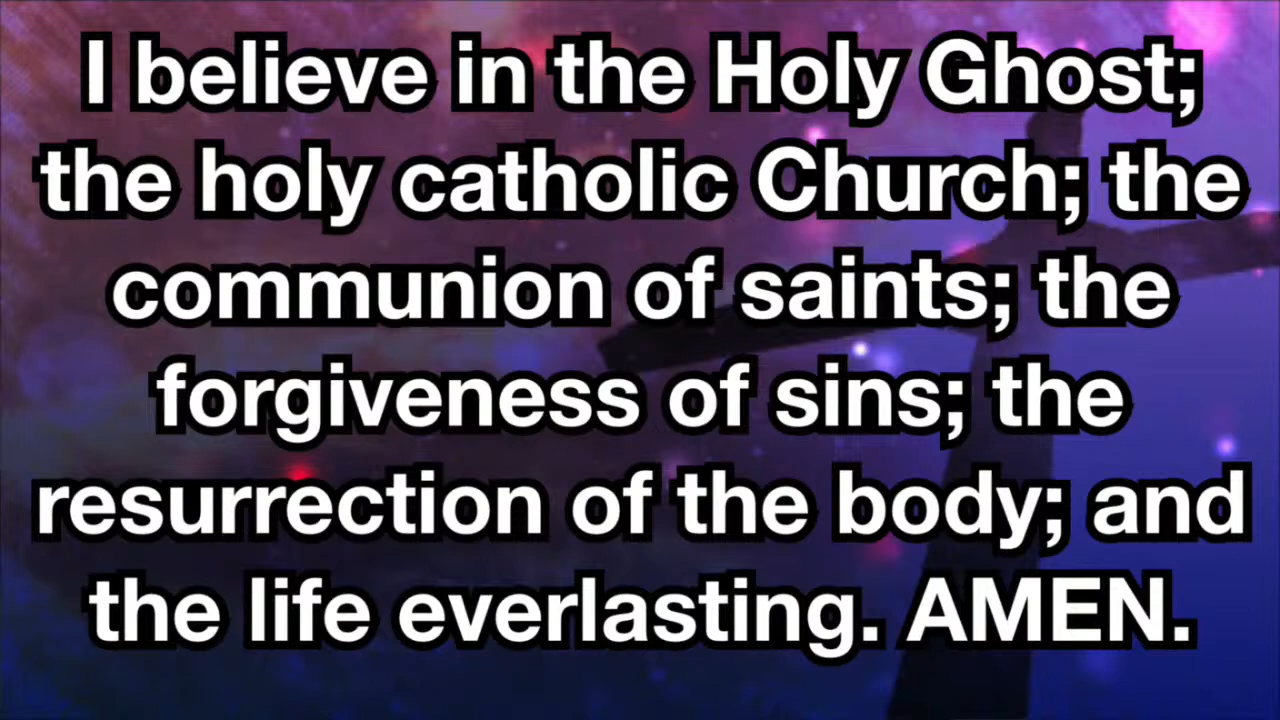 I believe in the Holy Ghost;
the holy catholic Church; the
communion of saints; the
forgiveness of sins; the
resurrection of the body; and
the life everlasting. AMEN.